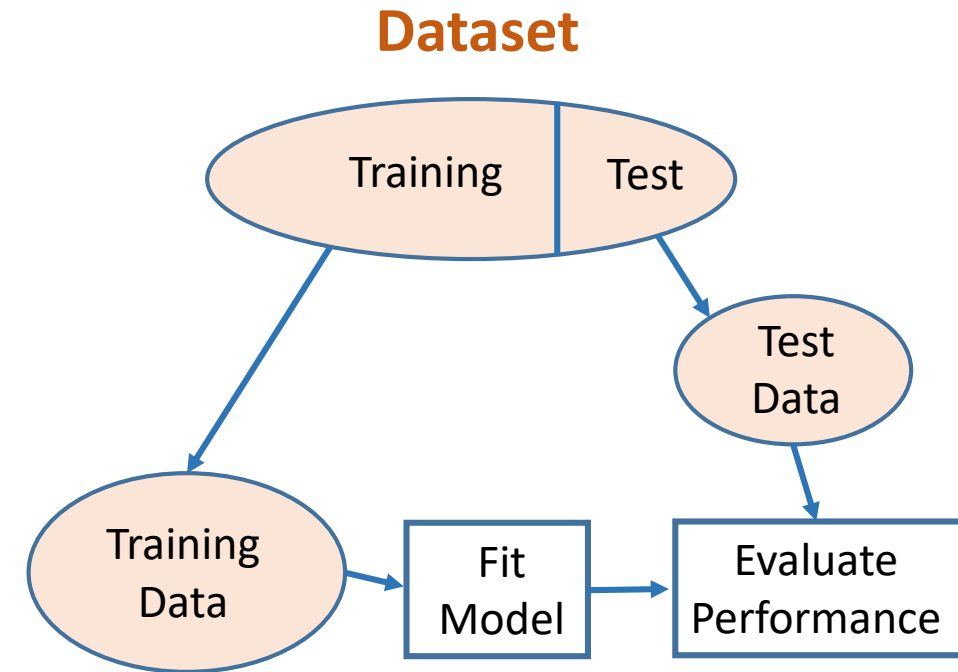 Dataset
Training
Test
Test
Data
Training
Data
Fit
Model
Evaluate
Performance